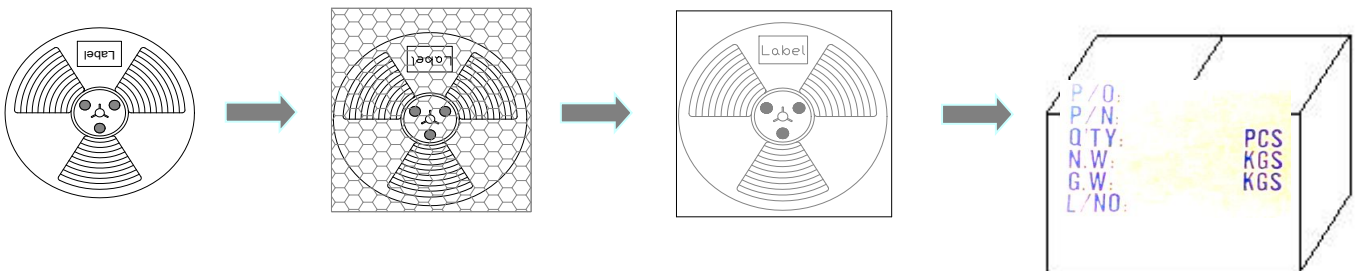 Label
Label
Label
P/O:
P/N:
Q'TY: PCS
N.W: KGS
G.W: KGS
L/NO: